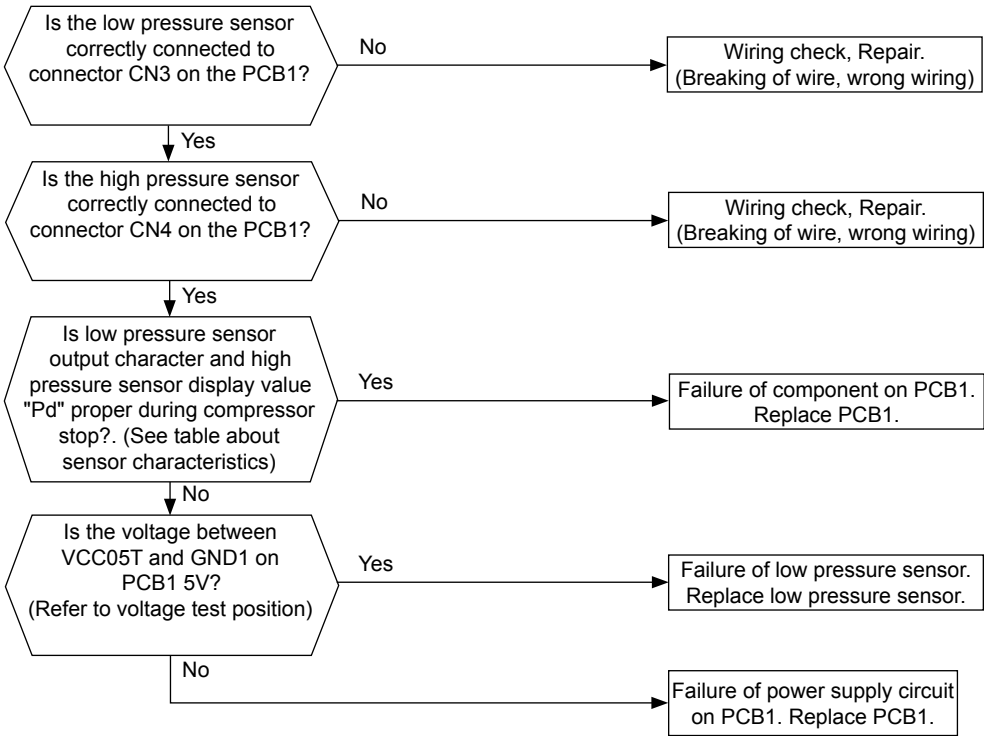 Is the low pressure sensor
correctly connected to
connector CN3 on the PCB1?
No
Wiring check, Repair.
(Breaking of wire, wrong wiring)
Yes
Is the high pressure sensor
correctly connected to
connector CN4 on the PCB1?
No
Wiring check, Repair.
(Breaking of wire, wrong wiring)
Yes
Is low pressure sensor
output character and high
pressure sensor display value
"Pd" proper during compressor
stop?. (See table about
sensor characteristics)
Yes
Failure of component on PCB1.
Replace PCB1.
No
Is the voltage between
VCC05T and GND1 on
PCB1 5V?
(Refer to voltage test position)
Yes
Failure of low pressure sensor.
Replace low pressure sensor.
No
Failure of power supply circuit
on PCB1. Replace PCB1.